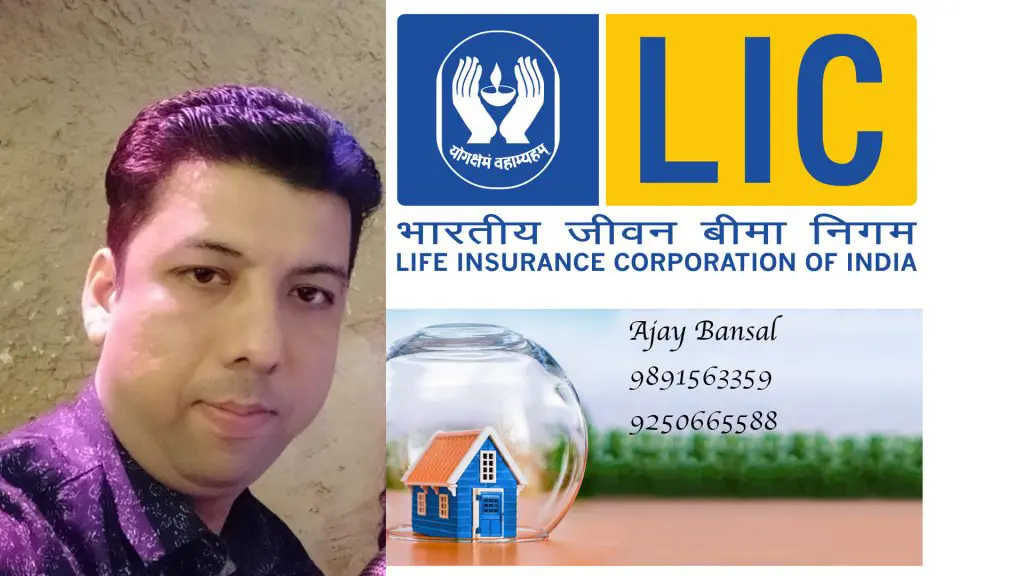 योगक्षेमं वहाम्यहम्
LIC
भारतीय जीवन बीमा निगम
LIFE INSURANCE CORPORATION OF INDIA
Ajay Bansal
9891563359
9250665588